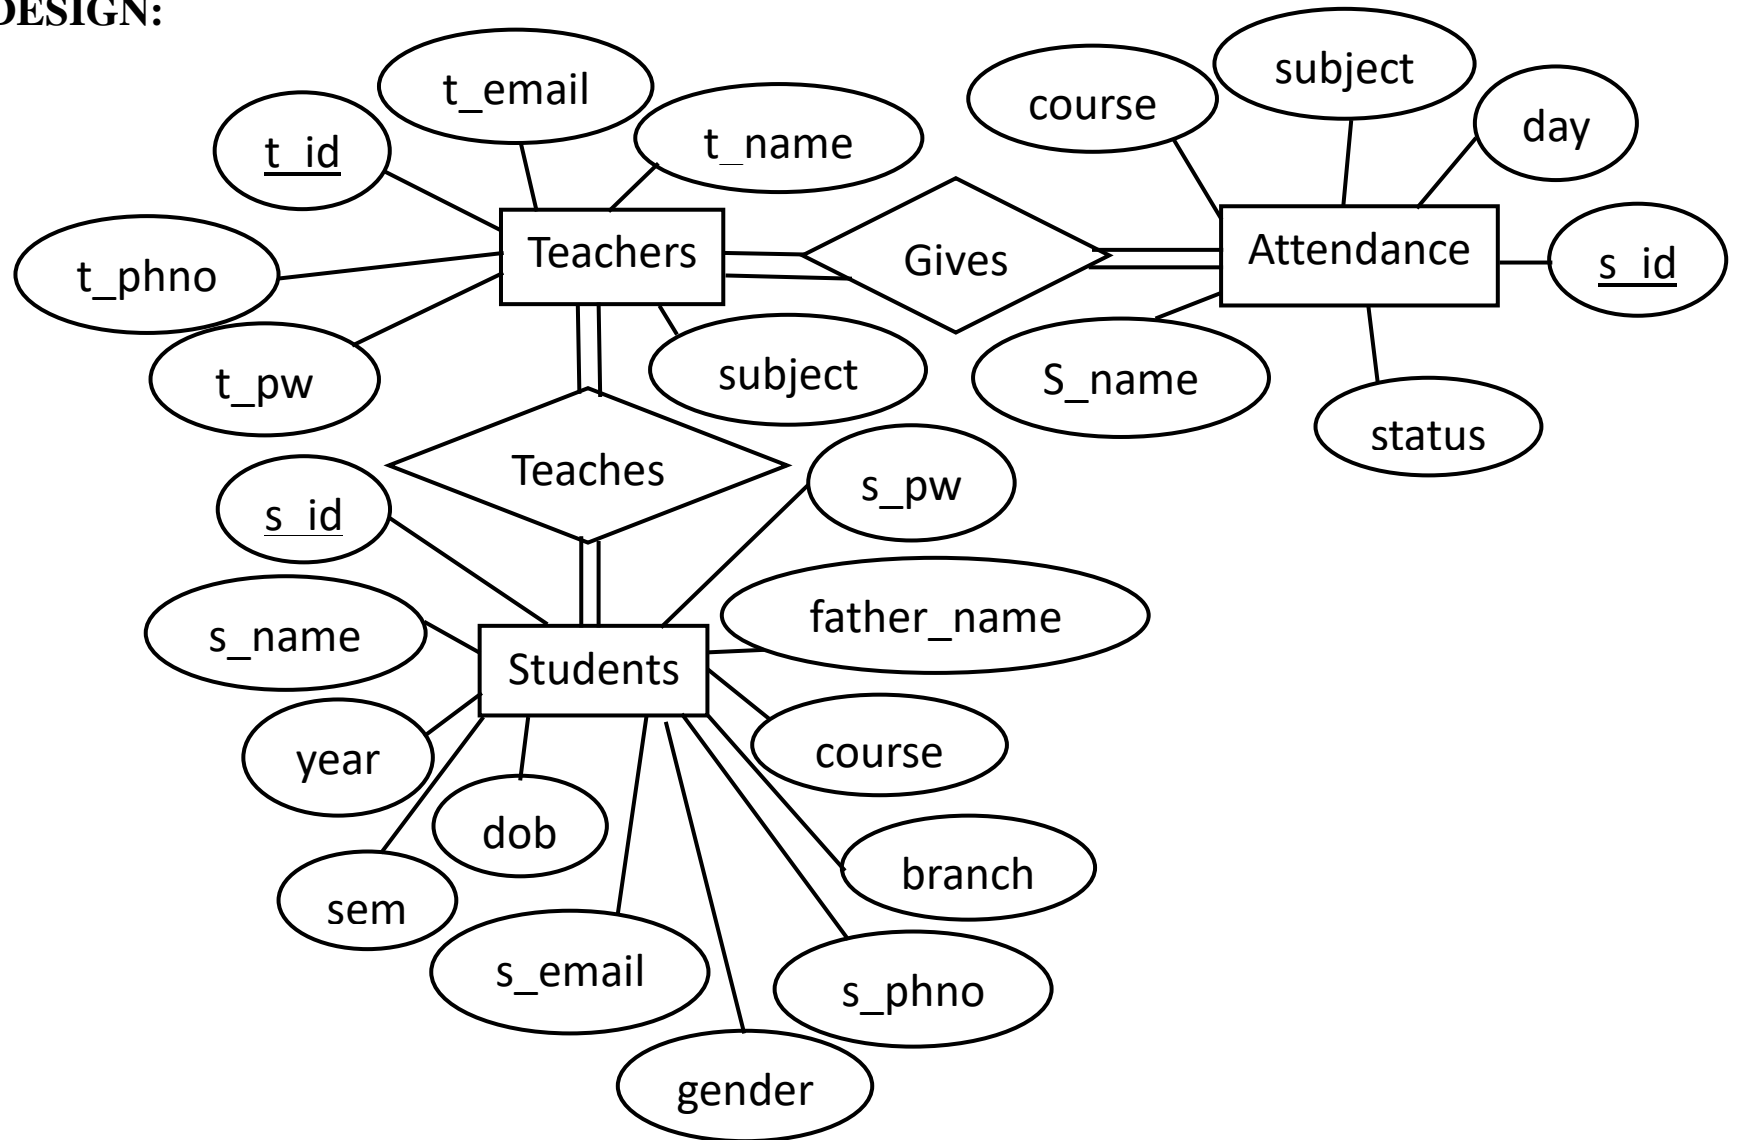 DESIGN:
t_email
subject
course
day
t_id
t_name
Teachers
Gives
Attendance
s_id
t_phno
t_pw
subject
S_name
status
Teaches
s_pw
s_id
father_name
s_name
Students
year
course
dob
branch
sem
s_email
s_phno
gender